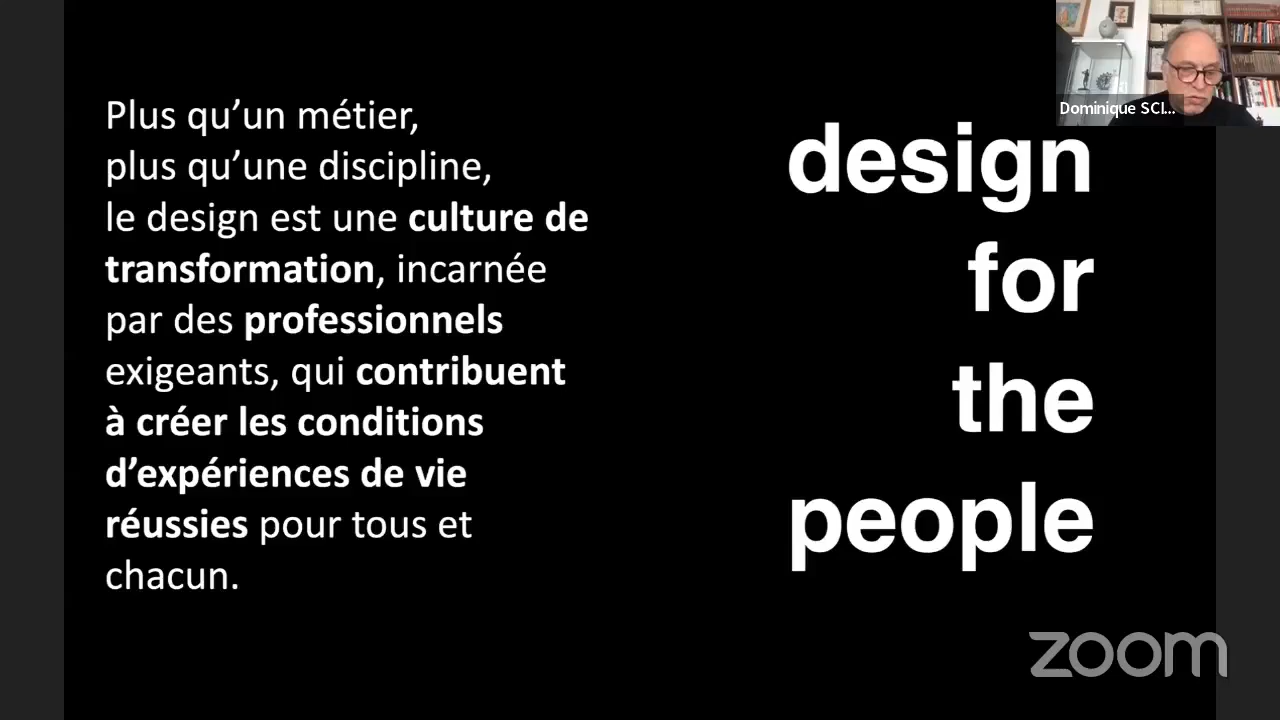 Plus qu’un métier,
plus qu’une discipline,
le design est une culture de
transformation, incarnée
par des professionnels
exigeants, qui contribuent
à créer les conditions
d’expériences de vie
réussies pour tous et
chacun.
design
for
the
people
Dominique SCI...
zoom